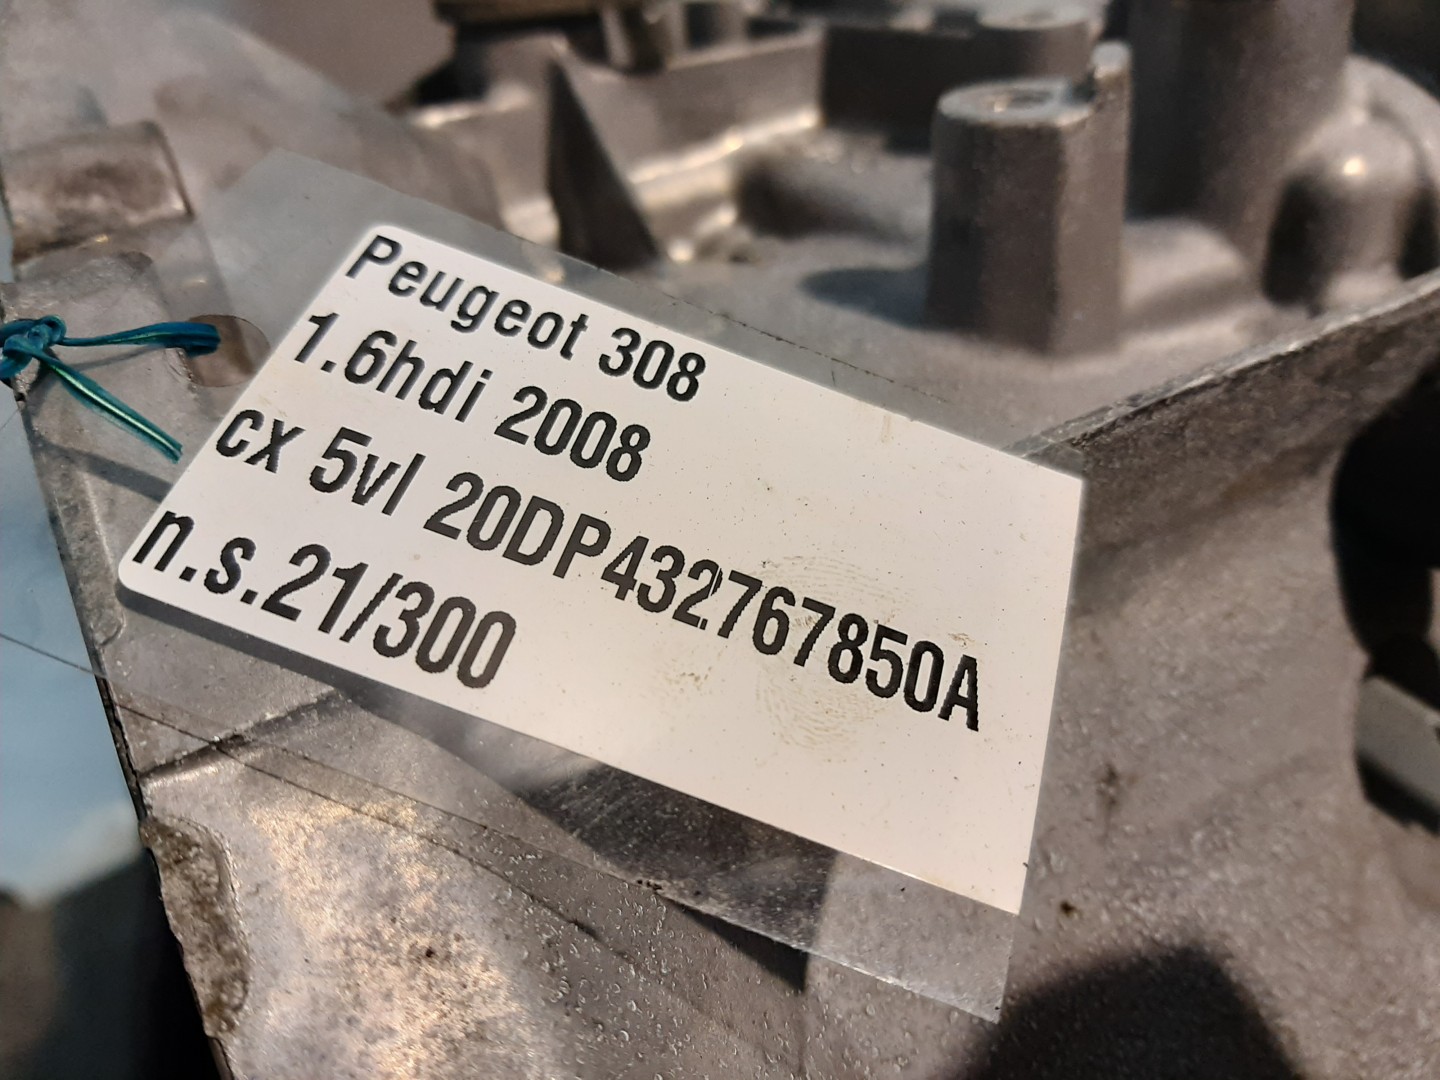 Peugeot 308
1.6hdi 2008
cx 5vl 20DP432767850A
n.s.21/300